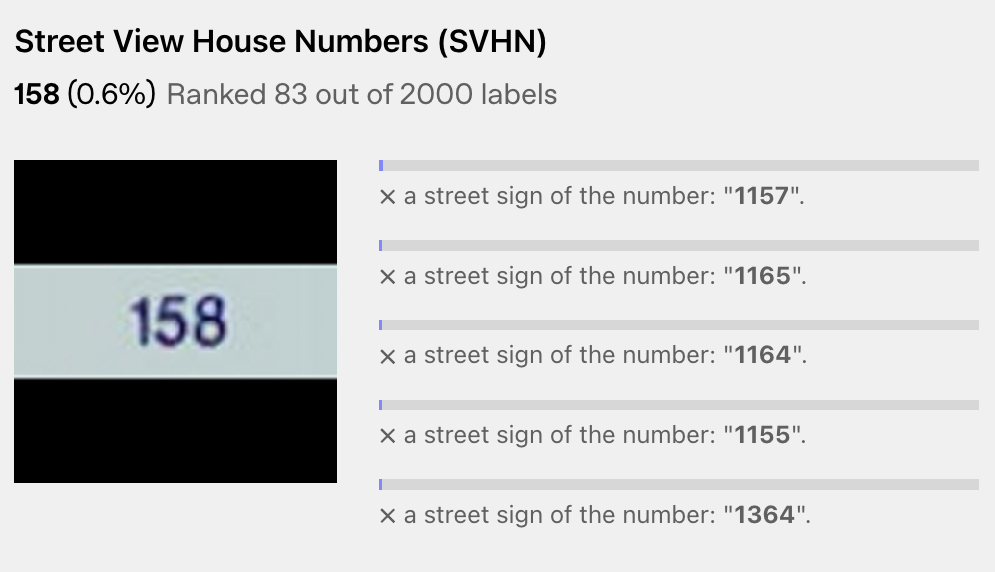 Street View House Numbers (SVHN)
158 (0.6%) Ranked 83 out of 2000 labels
158
× a street sign of the number: "1157".
× a street sign of the number: "1165".
× a street sign of the number: "1164".
× a street sign of the number: "1155".
× a street sign of the number: "1364".